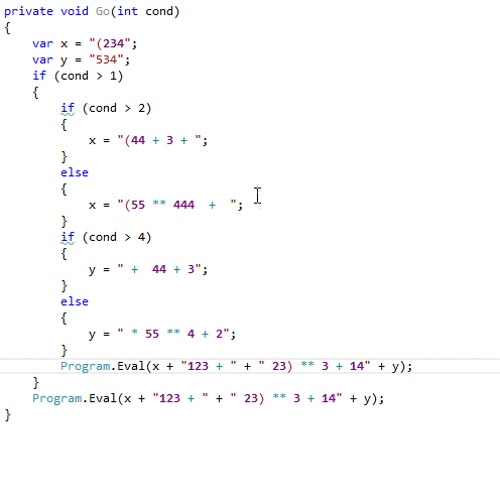 private void Go(int cond)
{
    var x = "(234";
    var y = "534";
    if (cond > 1)
    {
        if (cond > 2)
        {
            x = "(44 + 3 + ";
        }
        else
        {
            x = "(55 ** 444  +  ";
        }
        if (cond > 4)
        {
            y = " +  44 + 3";
        }
        else
        {
            y = " * 55 ** 4 + 2";
        }
        Program.Eval(x + "123 + " + " 23) ** 3 + 14" + y);
    }
    Program.Eval(x + "123 + " + " 23) ** 3 + 14" + y);
}